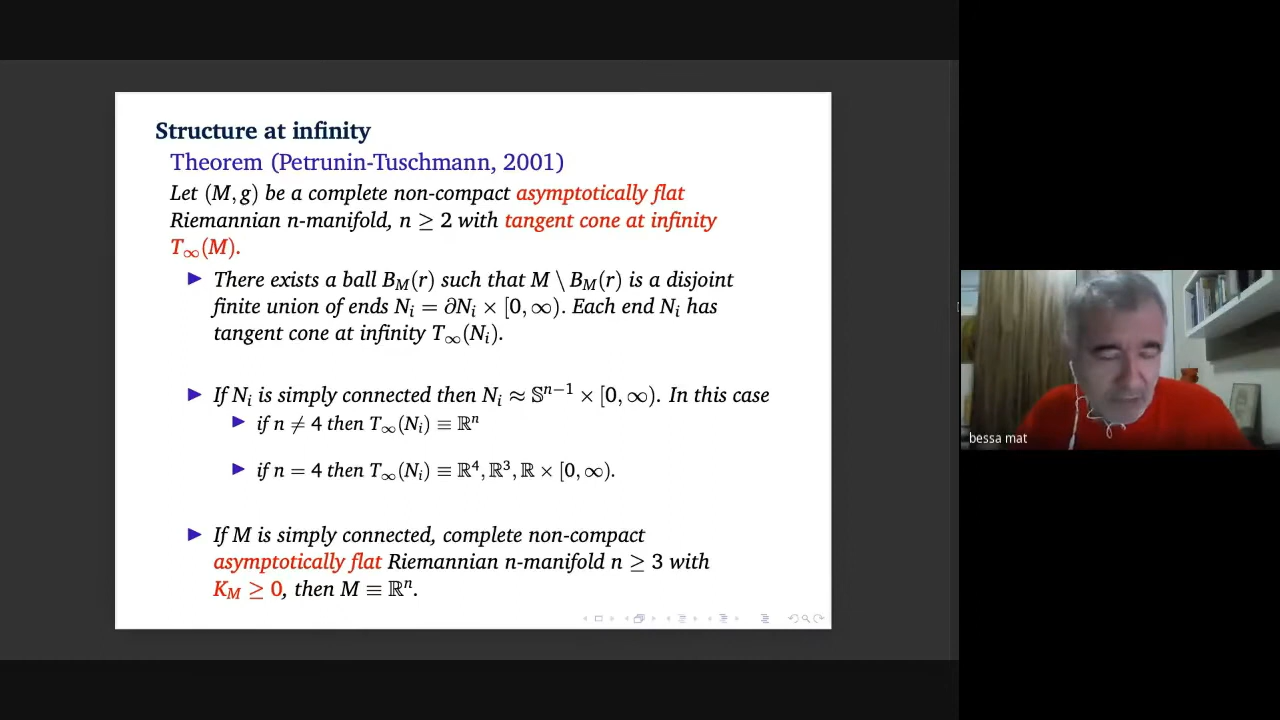 Structure at infinity
Theorem (Petrunin-Tuschmann, 2001)
Let (M, g) be a complete non-compact asymptotically flat
Riemannian n-manifold, n ≥ 2 with tangent cone at infinity
T∞(M).
▶ There exists a ball B_M(r) such that M \ B_M(r) is a disjoint
finite union of ends N_i = ∂N_i × [0, ∞). Each end N_i has
tangent cone at infinity T∞(N_i).
▶ If N_i is simply connected then N_i ≈ 𝕊^{n−1} × [0, ∞). In this case
▶ if n ≠ 4 then T∞(N_i) ≡ ℝ^n
▶ if n = 4 then T∞(N_i) ≡ ℝ^4, ℝ^3, ℝ × [0, ∞).
▶ If M is simply connected, complete non-compact
asymptotically flat Riemannian n-manifold n ≥ 3 with
K_M ≥ 0, then M ≡ ℝ^n.
bessa mat